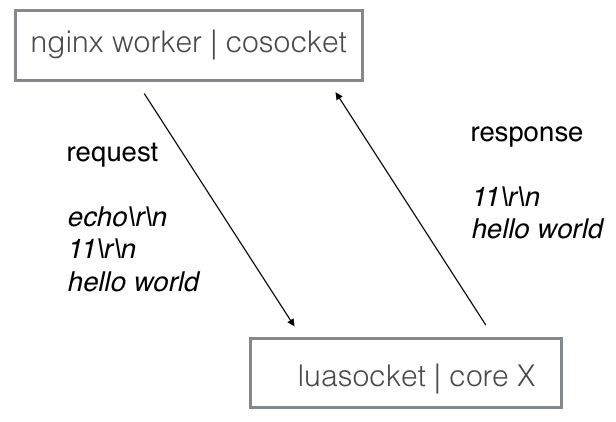 nginx worker | cosocket
request
echo\r\n
11\r\n
hello world
response
11\r\n
hello world
luasocket | core X